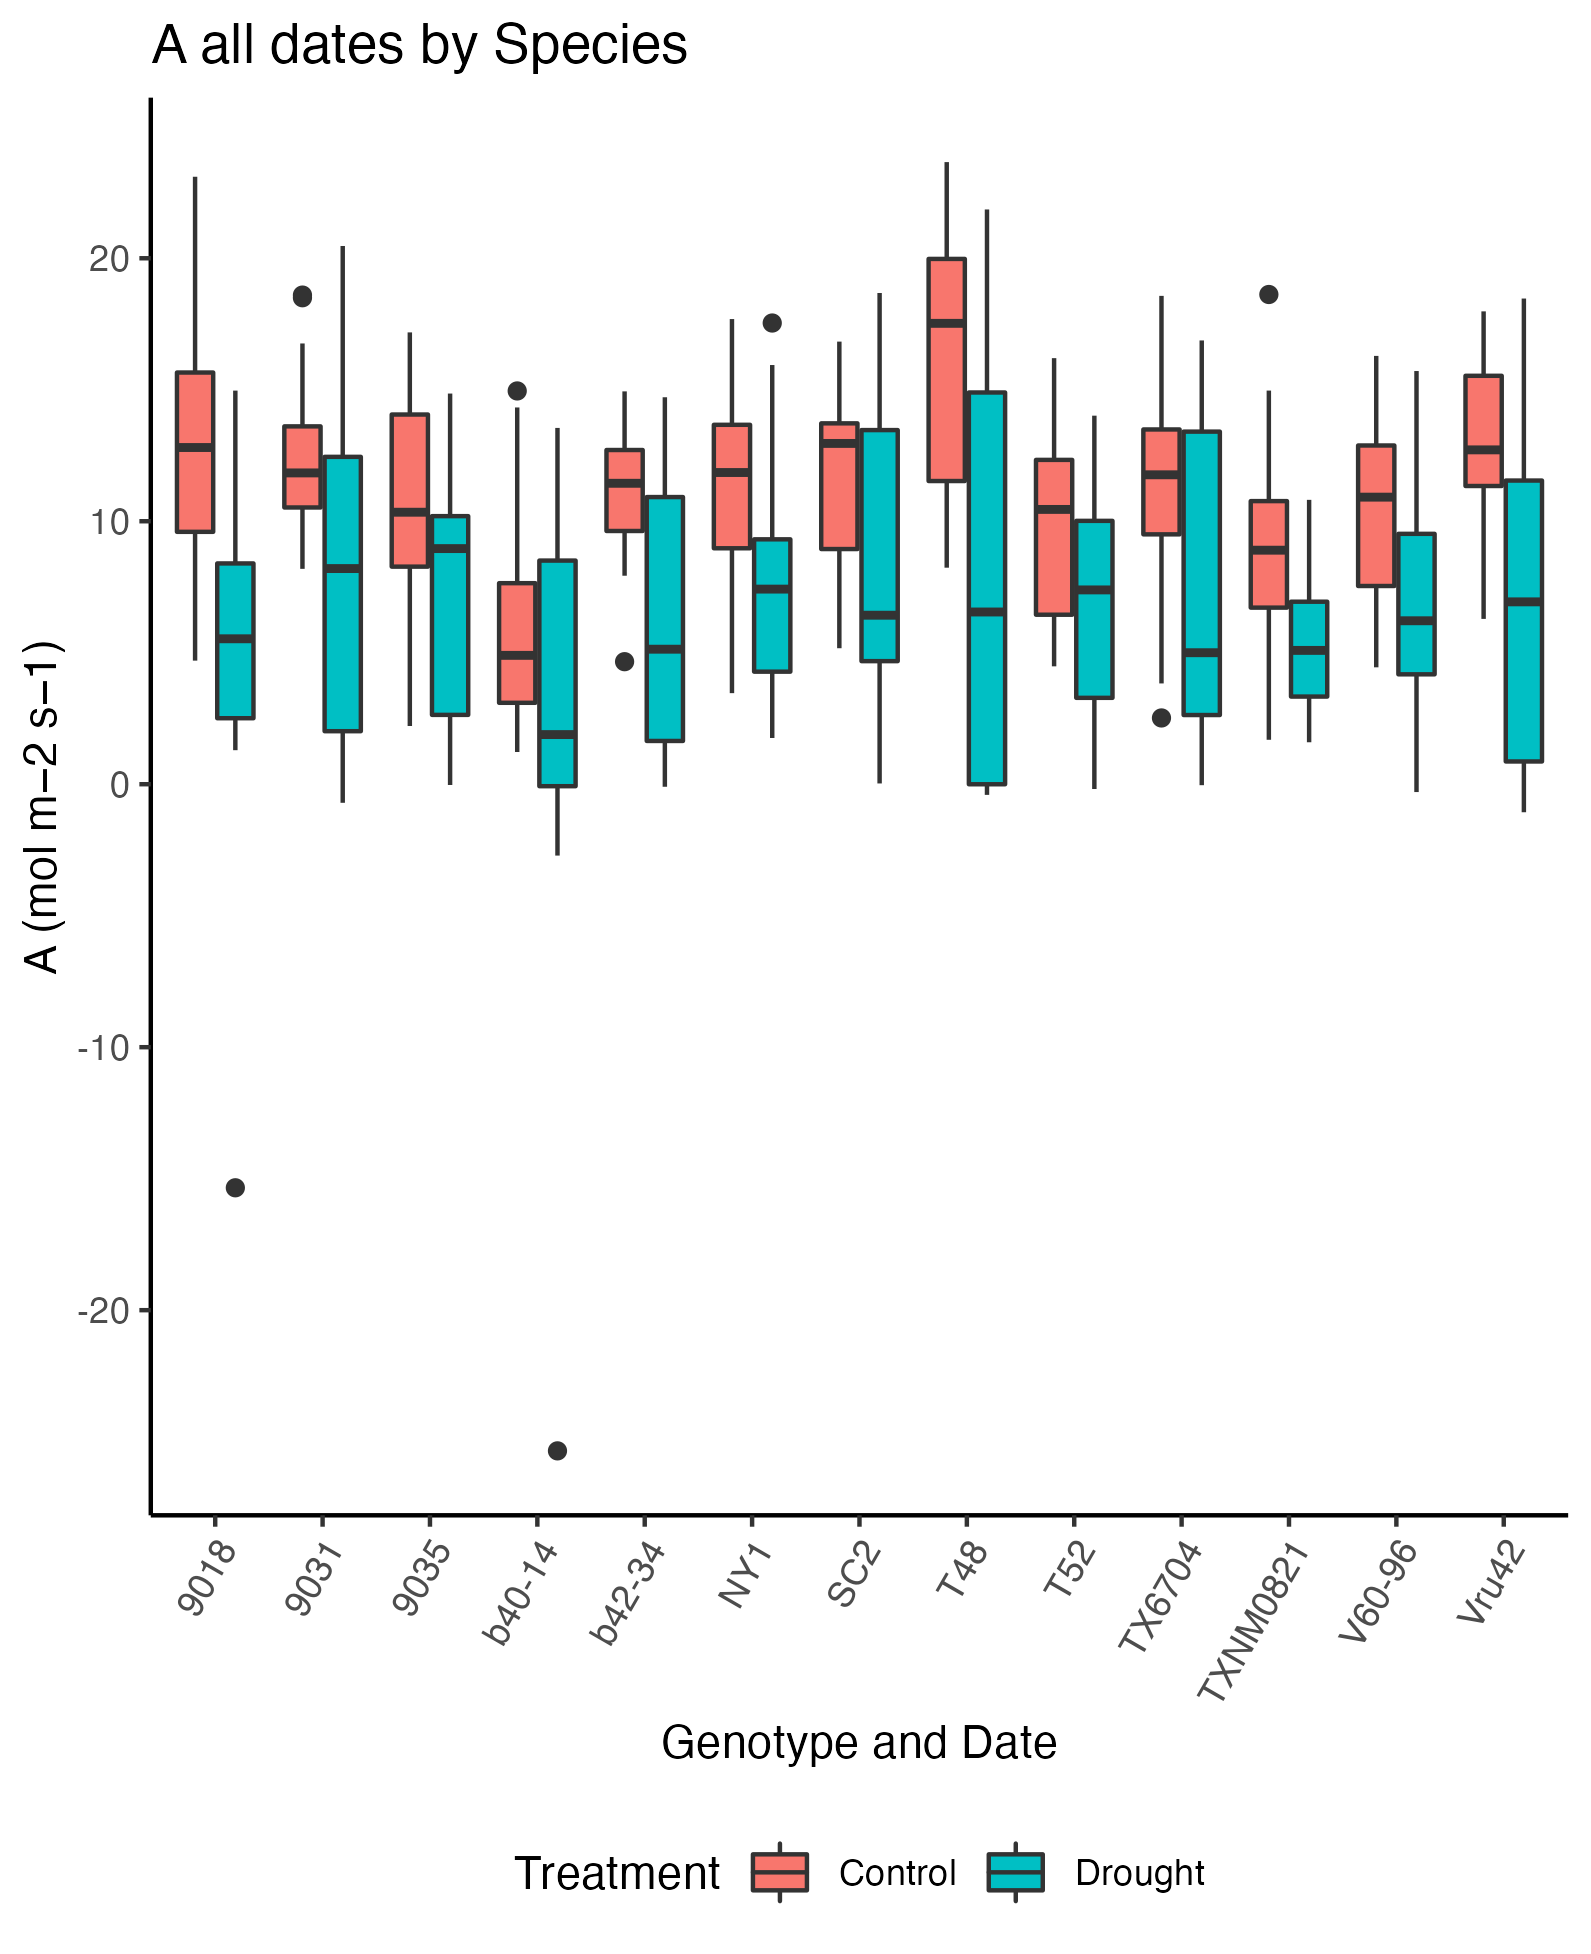 A all dates by Species
A (mol m−2 s−1)
20
10
0
-10
-20
9018
9031
9035
b40-14
b42-34
NY1
SC2
T48
T52
TX6704
TXNM0821
V60-96
Vru42
Genotype and Date
Treatment Control Drought